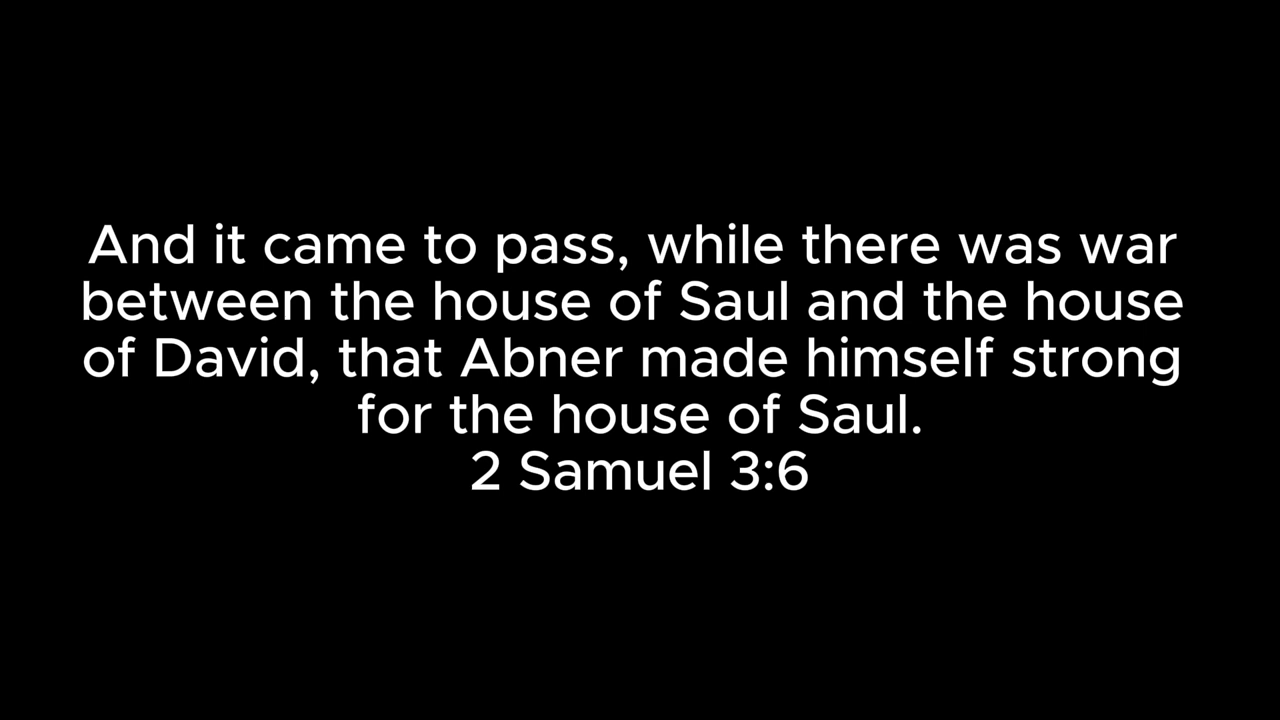 And it came to pass, while there was war
between the house of Saul and the house
of David, that Abner made himself strong
for the house of Saul.
2 Samuel 3:6